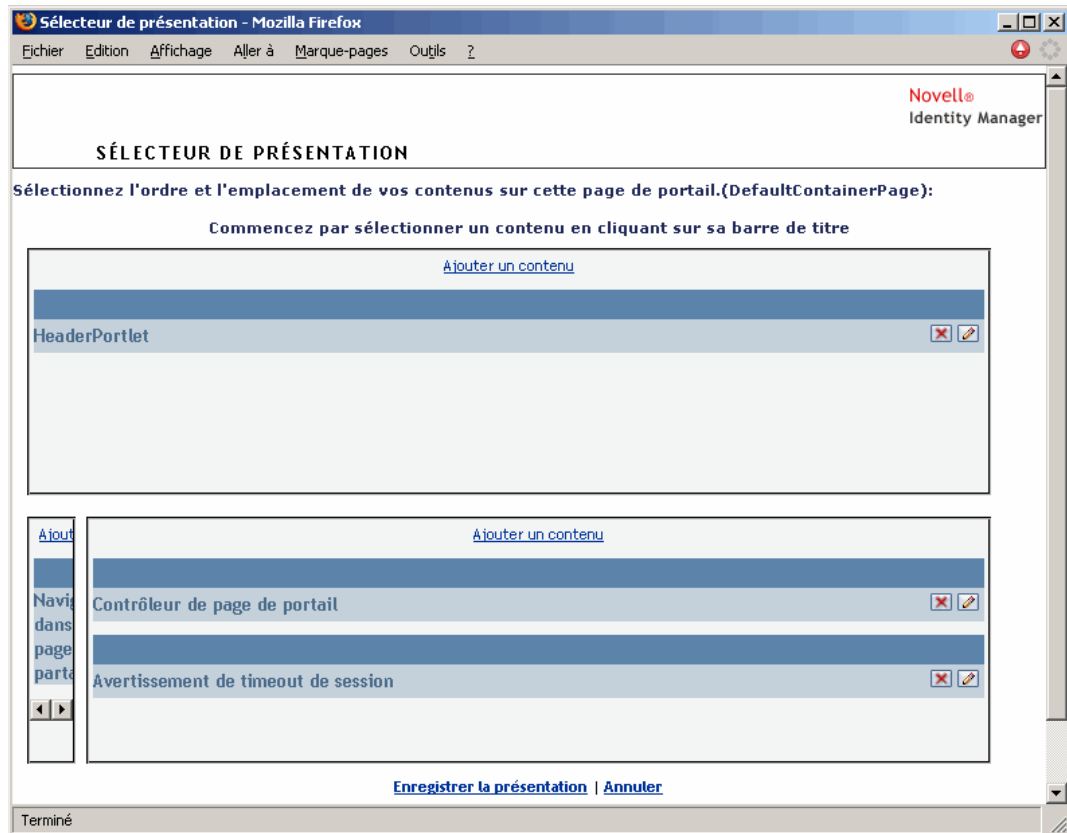 Sélecteur de présentation - Mozilla Firefox
Fichier Edition Affichage Aller à Marque-pages Outils ?
Novell®
Identity Manager
SÉLECTEUR DE PRÉSENTATION
Sélectionnez l'ordre et l'emplacement de vos contenus sur cette page de portail.(DefaultContainerPage):
Commencez par sélectionner un contenu en cliquant sur sa barre de titre
Ajouter un contenu
HeaderPortlet
Ajout
Navig
dans
page
parta
Ajouter un contenu
Contrôleur de page de portail
Avertissement de timeout de session
Enregistrer la présentation | Annuler
Terminé